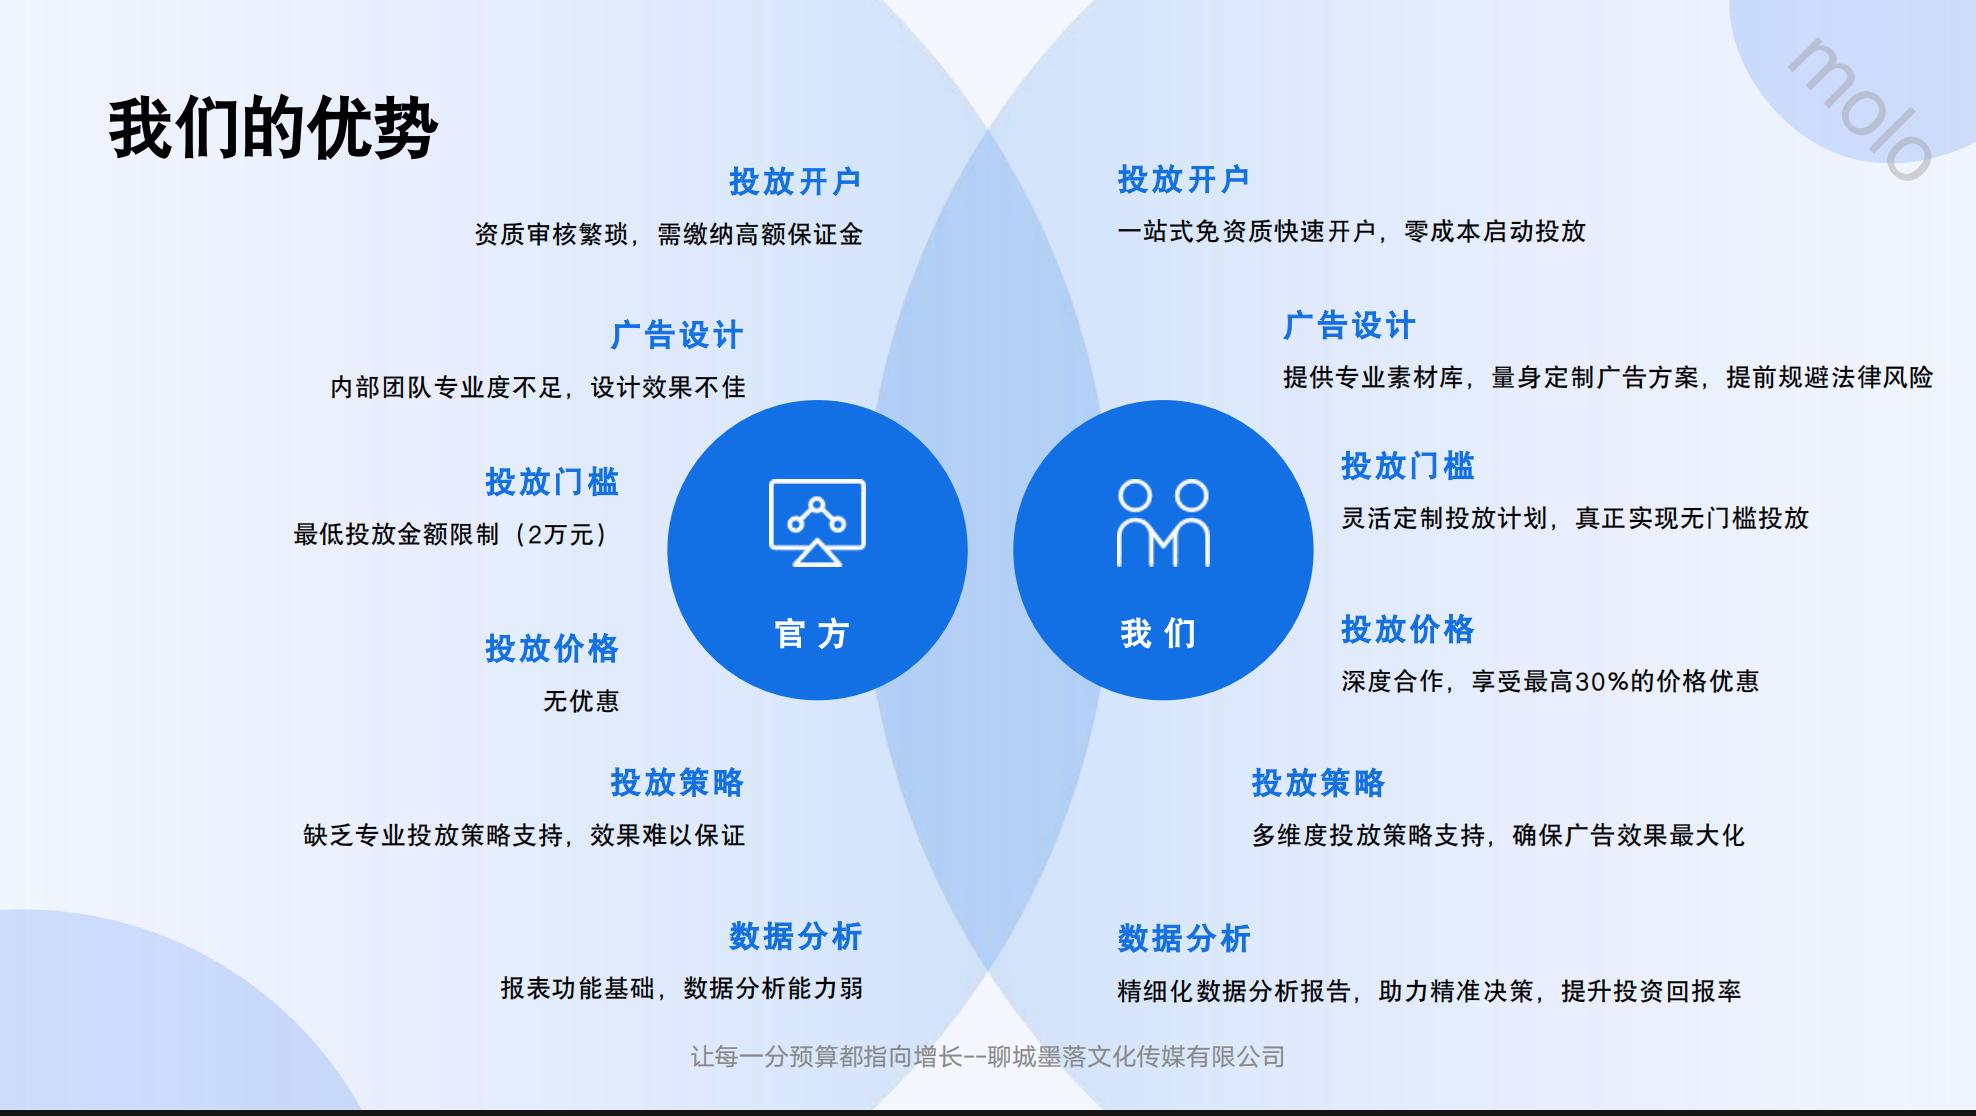 我们的优势
molo
投放开户
资质审核繁琐，需缴纳高额保证金
广告设计
内部团队专业度不足，设计效果不佳
投放门槛
最低投放金额限制（2万元）
投放价格
无优惠
投放策略
缺乏专业投放策略支持，效果难以保证
数据分析
报表功能基础，数据分析能力弱
官方
我们
投放开户
一站式免资质快速开户，零成本启动投放
广告设计
提供专业素材库，量身定制广告方案，提前规避法律风险
投放门槛
灵活定制投放计划，真正实现无门槛投放
投放价格
深度合作，享受最高30%的价格优惠
投放策略
多维度投放策略支持，确保广告效果最大化
数据分析
精细化数据分析报告，助力精准决策，提升投资回报率
让每一分预算都指向增长--聊城墨落文化传媒有限公司